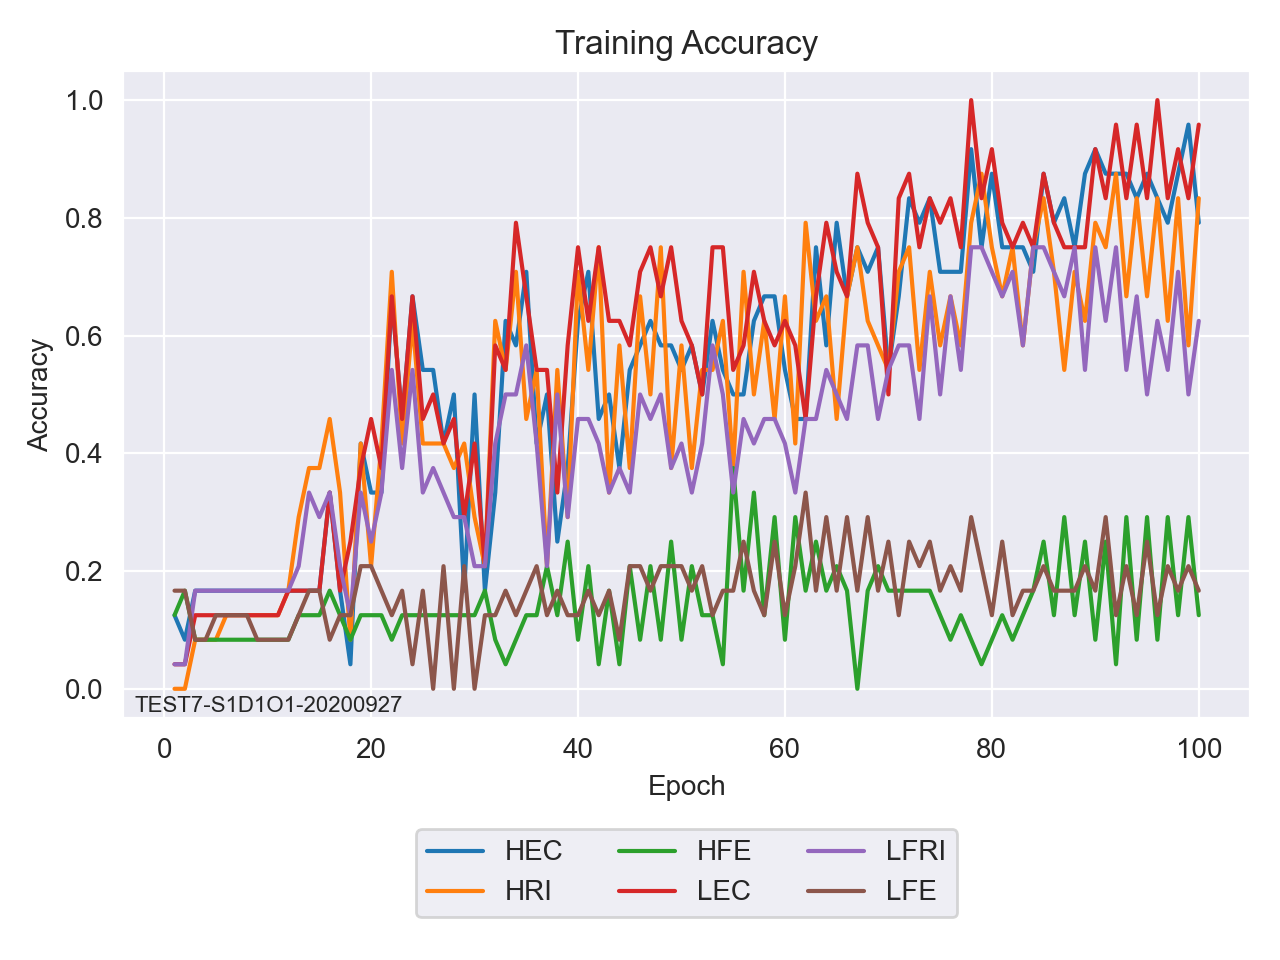 Training Accuracy
Accuracy
1.0
0.8
0.6
0.4
0.2
0.0
TEST7-S1D1O1-20200927
0 20 40 60 80 100
Epoch
HEC HFE LFRI
HRI LEC LFE